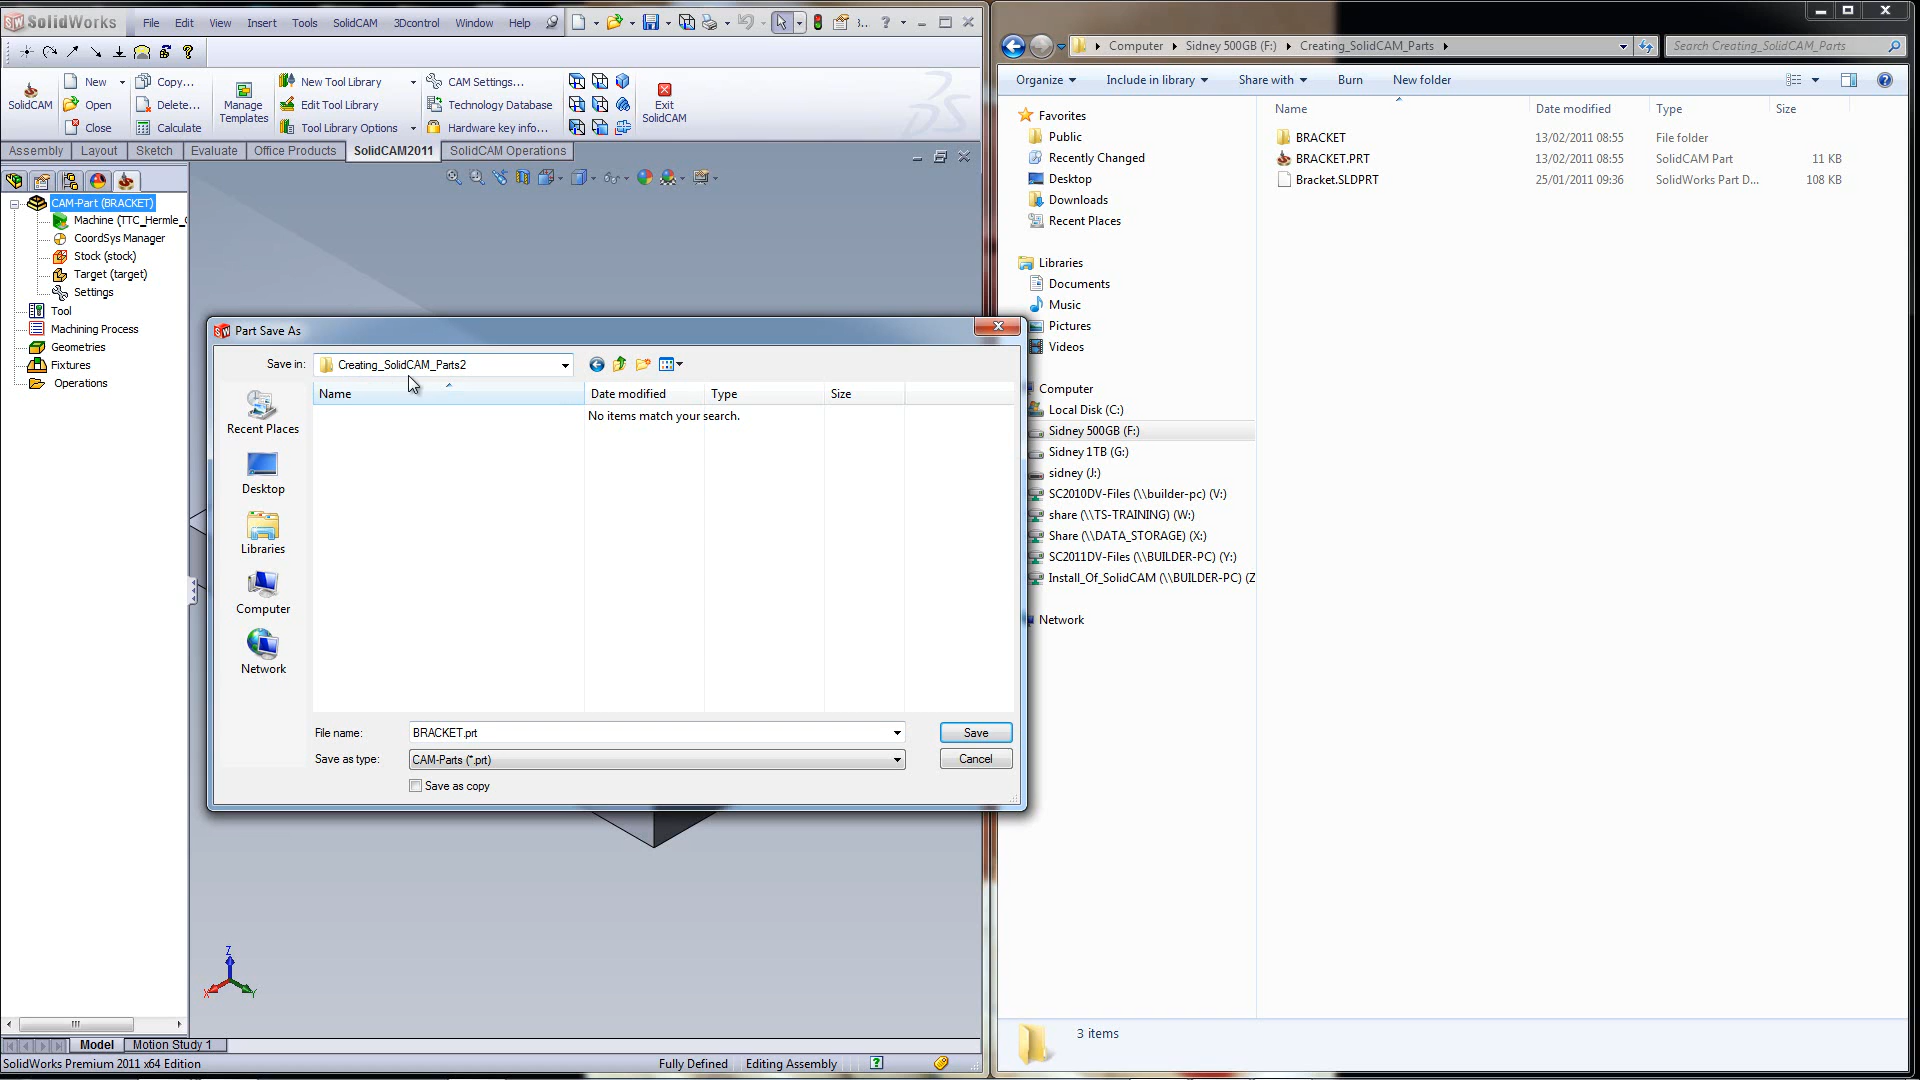 SolidWorks File Edit View Insert Tools SolidCAM 3Dcontrol Window Help
SolidCAM New Open Close Copy... Delete... Calculate Manage Templates New Tool Library Edit Tool Library Tool Library Options CAM Settings... Technology Database Hardware key info... Exit SolidCAM
Assembly Layout Sketch Evaluate Office Products SolidCAM2011 SolidCAM Operations
CAM-Part (BRACKET)
Machine (TTC_Hermle_
CoordSys Manager
Stock (stock)
Target (target)
Settings
Tool
Machining Process
Geometries
Fixtures
Operations
Part Save As
Save in: Creating_SolidCAM_Parts2
Name Date modified Type Size
No items match your search.
Recent Places
Desktop
Libraries
Computer
Network
File name: BRACKET.prt Save
Save as type: CAM-Parts (*.prt) Cancel
Save as copy
Z
X Y
Model Motion Study 1
SolidWorks Premium 2011 x64 Edition Fully Defined Editing Assembly
Computer Sidney 500GB (F:) Creating_SolidCAM_Parts Search Creating_SolidCAM_Parts
Organize Include in library Share with Burn New folder
Name Date modified Type Size
BRACKET 13/02/2011 08:55 File folder
BRACKET.PRT 13/02/2011 08:55 SolidCAM Part 11 KB
Bracket.SLDPRT 25/01/2011 09:36 SolidWorks Part D... 108 KB
Favorites
Public
Recently Changed
Desktop
Downloads
Recent Places
Libraries
Documents
Music
Pictures
Videos
Computer
Local Disk (C:)
Sidney 500GB (F:)
Sidney 1TB (G:)
sidney (J:)
SC2010DV-Files (\\builder-pc) (V:)
share (\\TS-TRAINING) (W:)
Share (\\DATA_STORAGE) (X:)
SC2011DV-Files (\\BUILDER-PC) (Y:)
Install_Of_SolidCAM (\\BUILDER-PC) (Z
Network
3 items